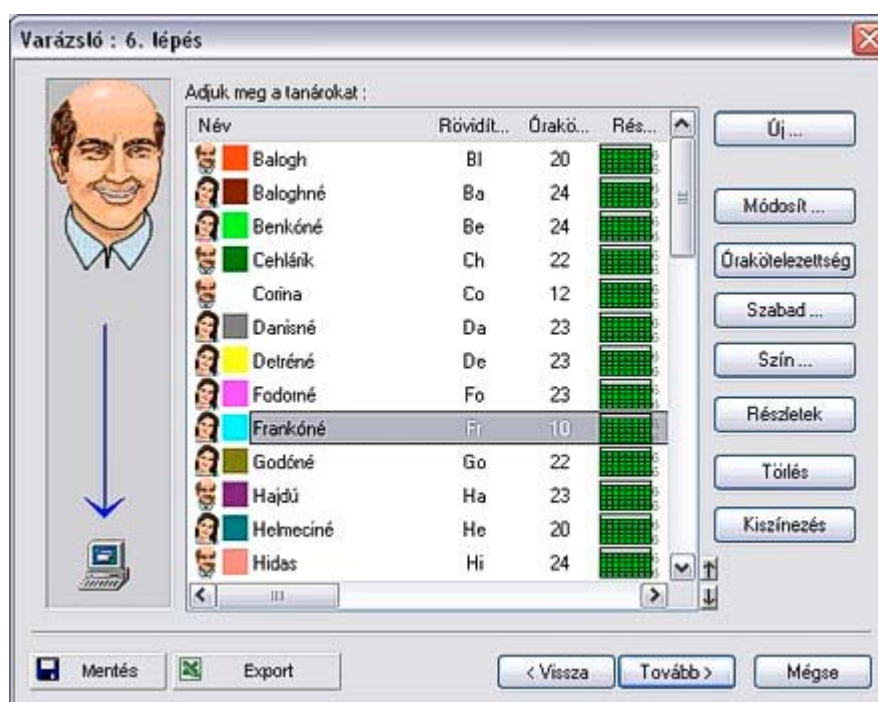 Varázsló : 6. lépés
Adjuk meg a tanárokat :
Név Rövidít... Órakö... Rés...
Balogh Bl 20
Baloghné Ba 24
Benkóné Be 24
Cehlárik Ch 22
Corina Co 12
Danisné Da 23
Detréné De 23
Fodorné Fo 23
Frankóné Fr 10
Godóné Go 22
Hajdú Ha 23
Helmeciné He 20
Hidas Hi 24
Új ...
Módosít ...
Órakötelezettség
Szabad ...
Szín ...
Részletek
Törlés
Kiszínezés
Mentés
Export
< Vissza
Tovább >
Mégse